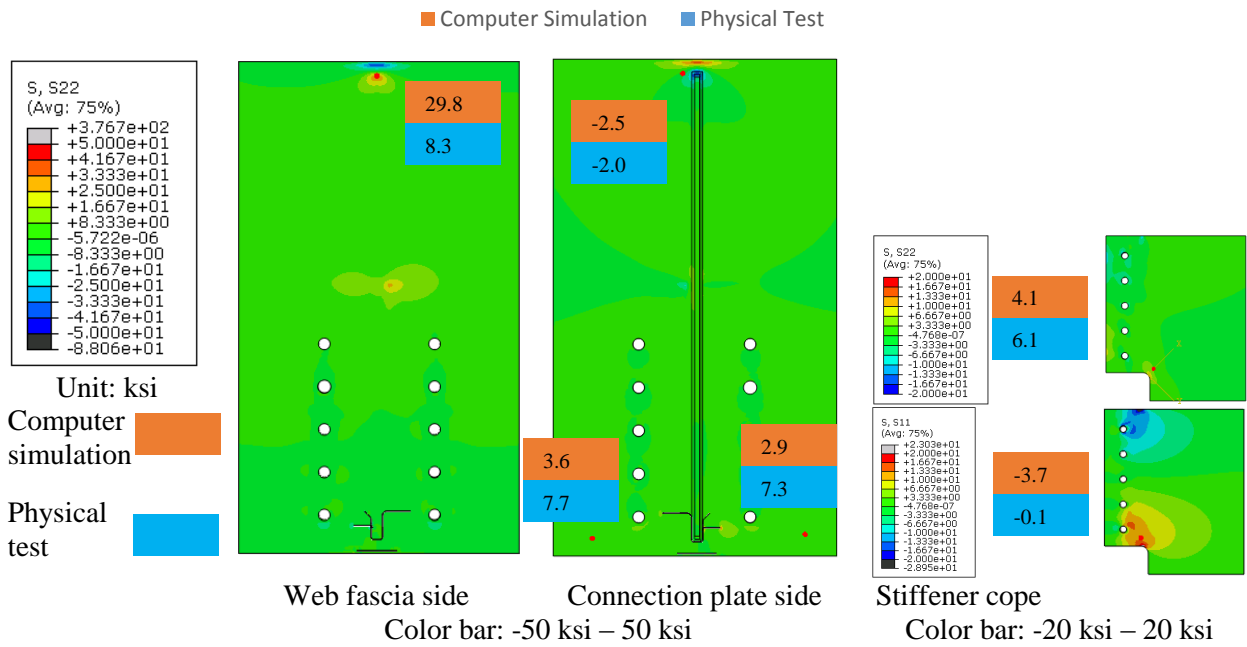 Computer Simulation Physical Test
S, S22
(Avg: 75%)
+3.767e+02
+5.000e+01
+4.167e+01
+3.333e+01
+2.500e+01
+1.667e+01
+8.333e+00
-5.722e-06
-8.333e+00
-1.667e+01
-2.500e+01
-3.333e+01
-4.167e+01
-5.000e+01
-8.806e+01
Unit: ksi
Computer
simulation
Physical
test
29.8
8.3
-2.5
-2.0
3.6
7.7
2.9
7.3
S, S22
(Avg: 75%)
+2.000e+01
+1.667e+01
+1.333e+01
+1.000e+01
+6.667e+00
+3.333e+00
-4.768e-07
-3.333e+00
-6.667e+00
-1.000e+01
-1.333e+01
-1.667e+01
-2.000e+01
4.1
6.1
S, S11
(Avg: 75%)
+2.303e+01
+2.000e+01
+1.667e+01
+1.333e+01
+1.000e+01
+6.667e+00
+3.333e+00
-4.768e-07
-3.333e+00
-6.667e+00
-1.000e+01
-1.333e+01
-1.667e+01
-2.000e+01
-2.895e+01
-3.7
-0.1
Web fascia side Connection plate side Stiffener cope
Color bar: -50 ksi – 50 ksi Color bar: -20 ksi – 20 ksi